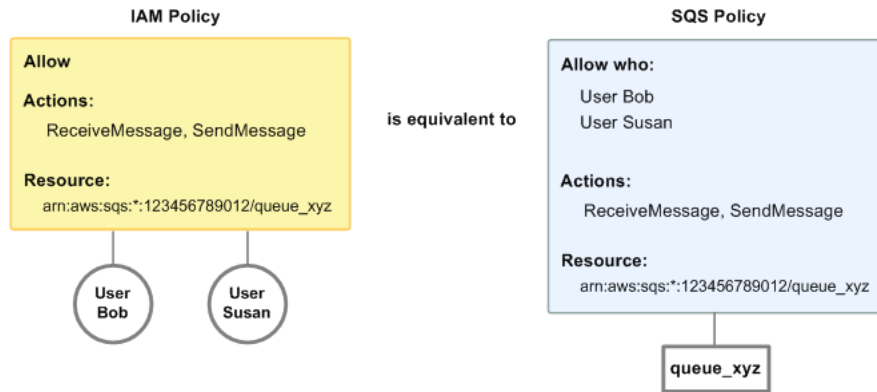 IAM Policy
Allow
Actions:
ReceiveMessage, SendMessage
Resource:
arn:aws:sqs:*:123456789012/queue_xyz
User
Bob
User
Susan
is equivalent to
SQS Policy
Allow who:
User Bob
User Susan
Actions:
ReceiveMessage, SendMessage
Resource:
arn:aws:sqs:*:123456789012/queue_xyz
queue_xyz